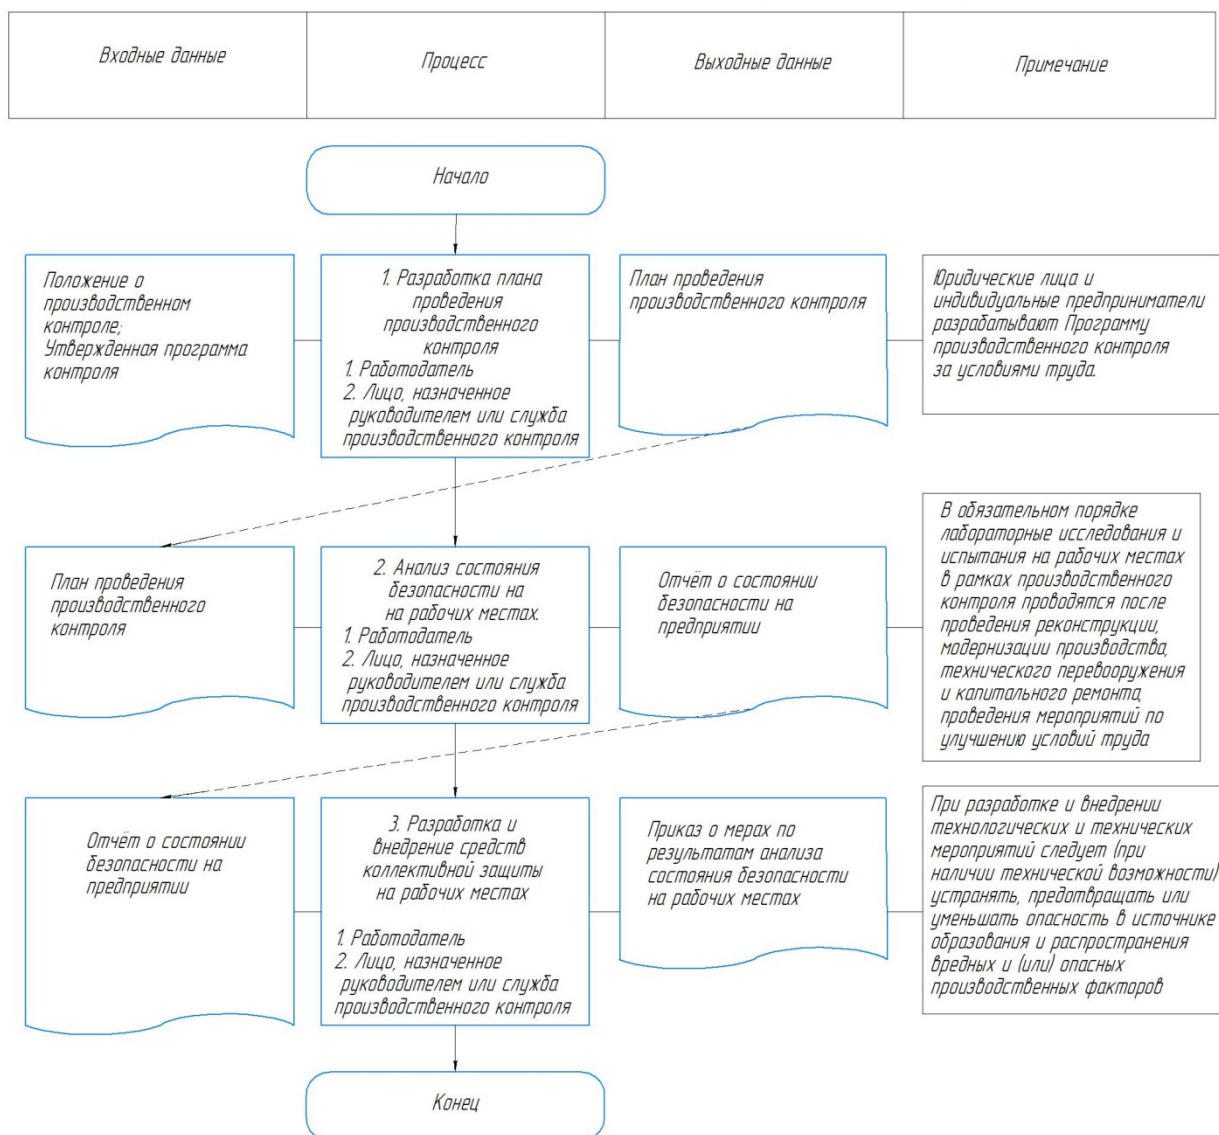 Входные данные
Процесс
Выходные данные
Примечание
Начало
Положение о
производственном
контроле;
Утвержденная программа
контроля
1. Разработка плана
проведения
производственного
контроля
1. Работодатель
2. Лицо, назначенное
руководителем или служба
производственного контроля
План проведения
производственного контроля
Юридические лица и
индивидуальные предприниматели
разрабатывают Программу
производственного контроля
за условиями труда.
План проведения
производственного
контроля
2. Анализ состояния
безопасности на
на рабочих местах.
1. Работодатель
2. Лицо, назначенное
руководителем или служба
производственного контроля
Отчёт о состоянии
безопасности на
предприятии
В обязательном порядке
лабораторные исследования и
испытания на рабочих местах
в рамках производственного
контроля проводятся после
проведения реконструкции,
модернизации производства,
технического перевооружения
и капитального ремонта,
проведения мероприятий по
улучшению условий труда
Отчёт о состоянии
безопасности на
предприятии
3. Разработка и
внедрение средств
коллективной защиты
на рабочих местах
1. Работодатель
2. Лицо, назначенное
руководителем или служба
производственного контроля
Приказ о мерах по
результатам анализа
состояния безопасности
на рабочих местах
При разработке и внедрении
технологических и технических
мероприятий следует (при
наличии технической возможности)
устранять, предотвращать или
уменьшать опасность в источнике
образования и распространения
вредных и (или) опасных
производственных факторов
Конец